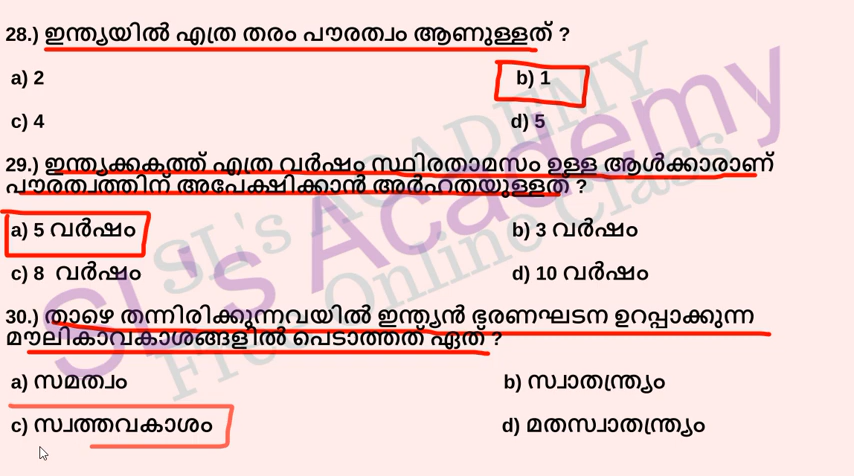 28.) ഇന്ത്യയിൽ എത്ര തരം പൗരത്വം ആണുള്ളത് ?
a) 2 b) 1
c) 4 d) 5
29.) ഇന്ത്യക്കകത്ത് എത്ര വർഷം സ്ഥിരതാമസം ഉള്ള ആൾക്കാരാണ്
പൗരത്വത്തിന് അപേക്ഷിക്കാൻ അർഹതയുള്ളത് ?
a) 5 വർഷം b) 3 വർഷം
c) 8 വർഷം d) 10 വർഷം
30.) താഴെ തന്നിരിക്കുന്നവയിൽ ഇന്ത്യൻ ഭരണഘടന ഉറപ്പാക്കുന്ന
മൗലികാവകാശങ്ങളിൽ പെടാത്തത് ഏത് ?
a) സമത്വം b) സ്വാതന്ത്ര്യം
c) സ്വത്തവകാശം d) മതസ്വാതന്ത്ര്യം
SL's ACADEMY
SL's Academy
Free Online Class